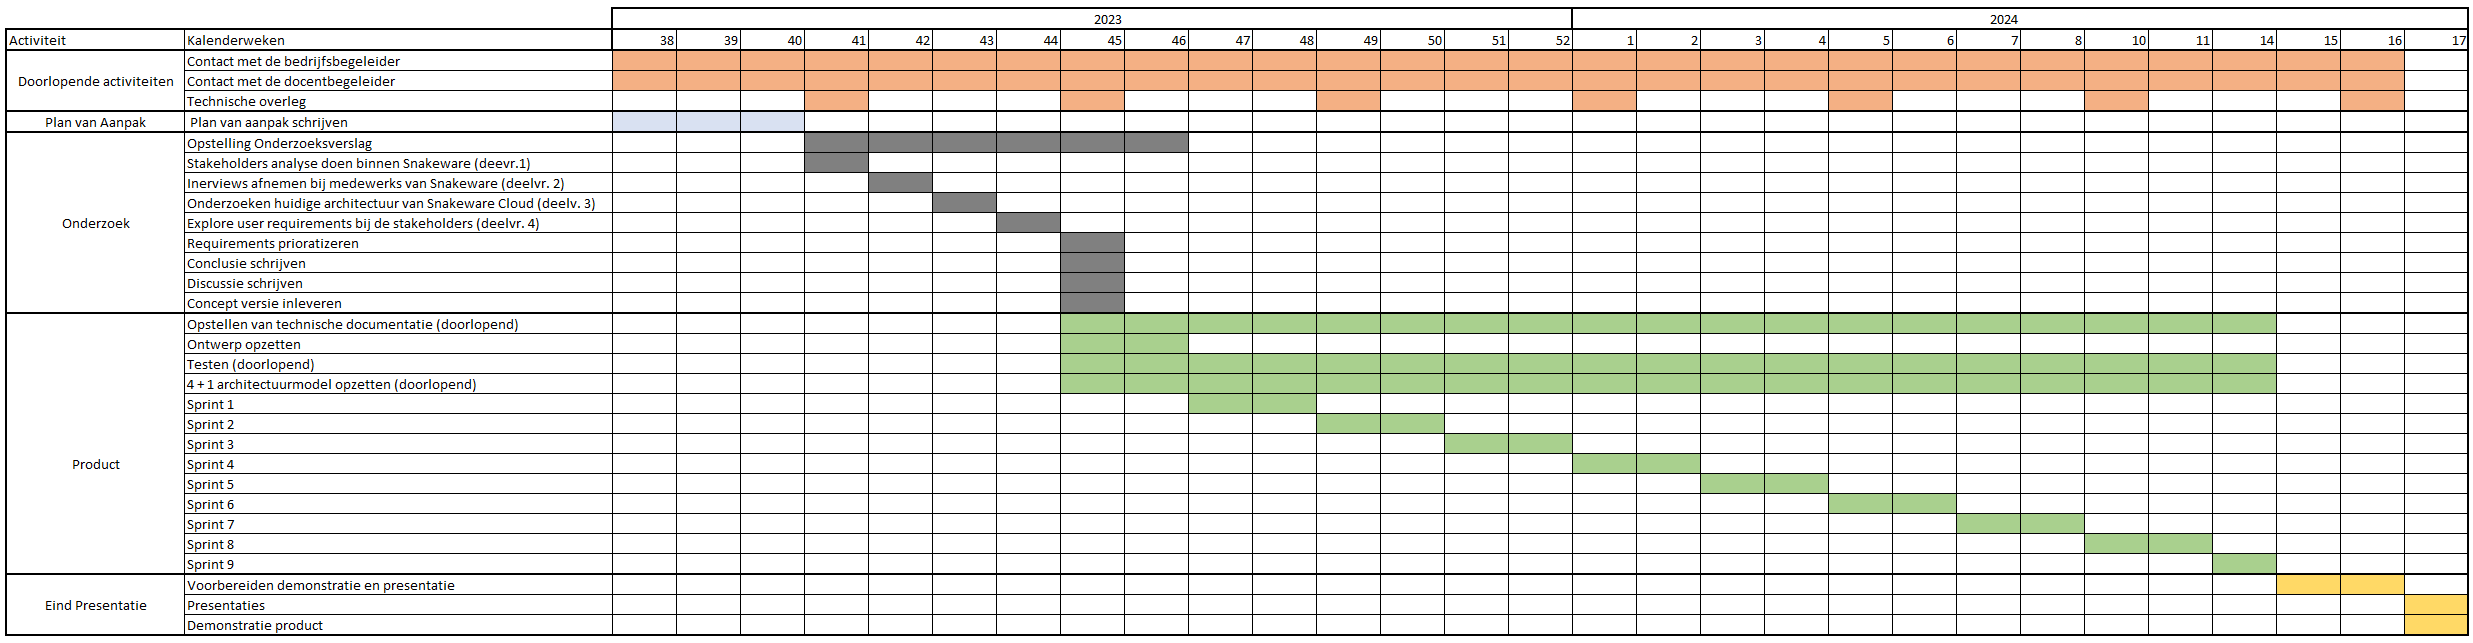 2023 2024
Activiteit Kalenderweken 38 39 40 41 42 43 44 45 46 47 48 49 50 51 52 1 2 3 4 5 6 7 8 10 11 14 15 16 17
Contact met de bedrijfsbegeleider
Doorlopende activiteiten Contact met de docentbegeleider
Technische overleg
Plan van Aanpak Plan van aanpak schrijven
Opstelling Onderzoeksverslag
Stakeholders analyse doen binnen Snakeware (deevr.1)
Inerviews afnemen bij medewerks van Snakeware (deelvr. 2)
Onderzoeken huidige architectuur van Snakeware Cloud (deelv. 3)
Onderzoek Explore user requirements bij de stakeholders (deelvr. 4)
Requirements prioratizeren
Conclusie schrijven
Discussie schrijven
Concept versie inleveren
Opstellen van technische documentatie (doorlopend)
Ontwerp opzetten
Testen (doorlopend)
4 + 1 architectuurmodel opzetten (doorlopend)
Sprint 1
Sprint 2
Sprint 3
Product Sprint 4
Sprint 5
Sprint 6
Sprint 7
Sprint 8
Sprint 9
Voorbereiden demonstratie en presentatie
Eind Presentatie Presentaties
Demonstratie product